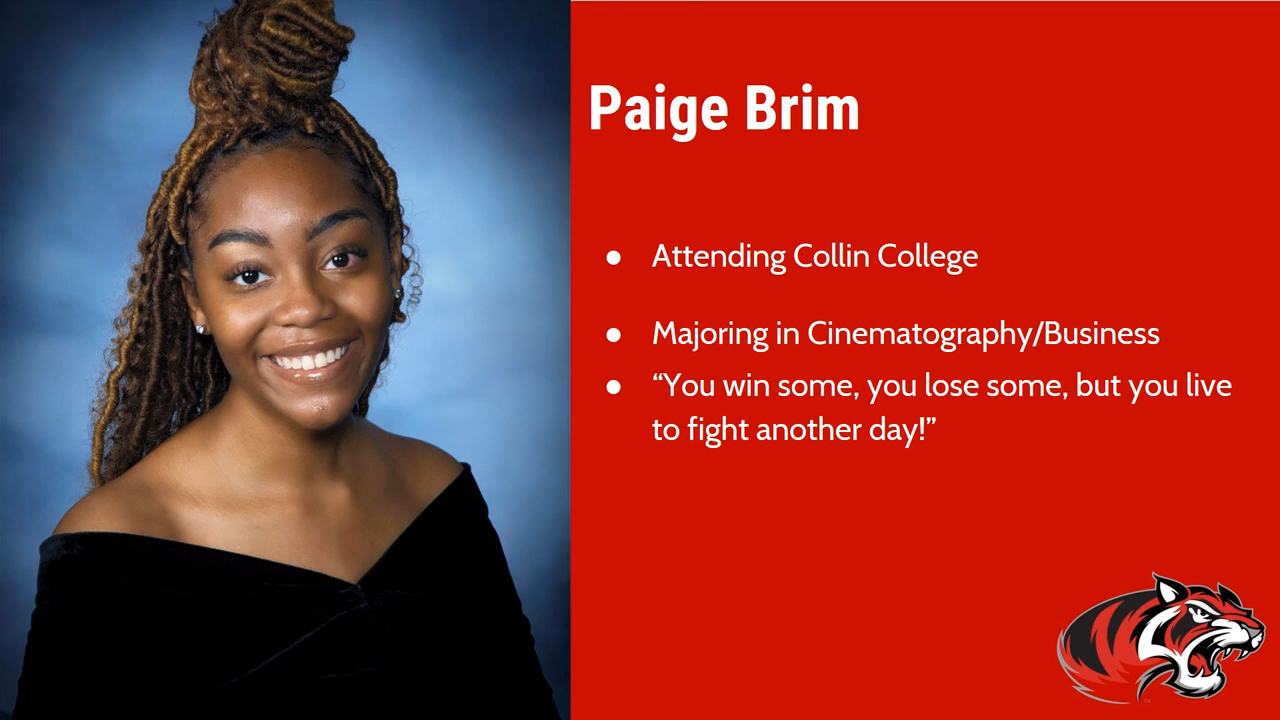 Paige Brim
● Attending Collin College
● Majoring in Cinematography/Business
● “You win some, you lose some, but you live
to fight another day!”